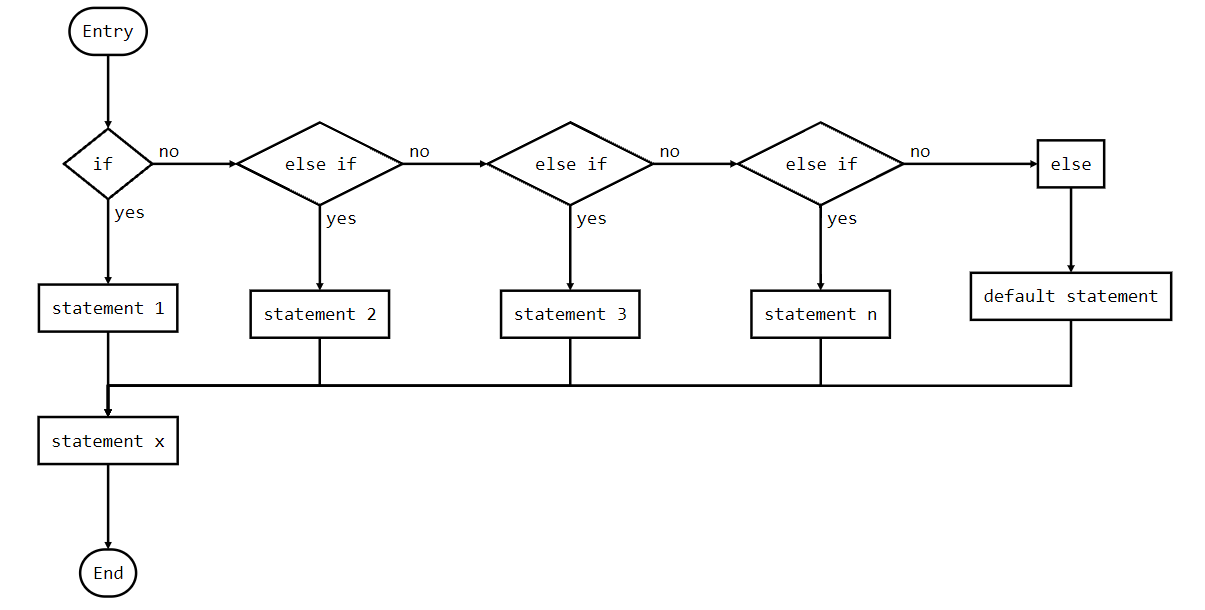 Entry
if
no
else if
no
else if
no
else if
no
else
yes
yes
yes
yes
statement 1
statement 2
statement 3
statement n
default statement
statement x
End